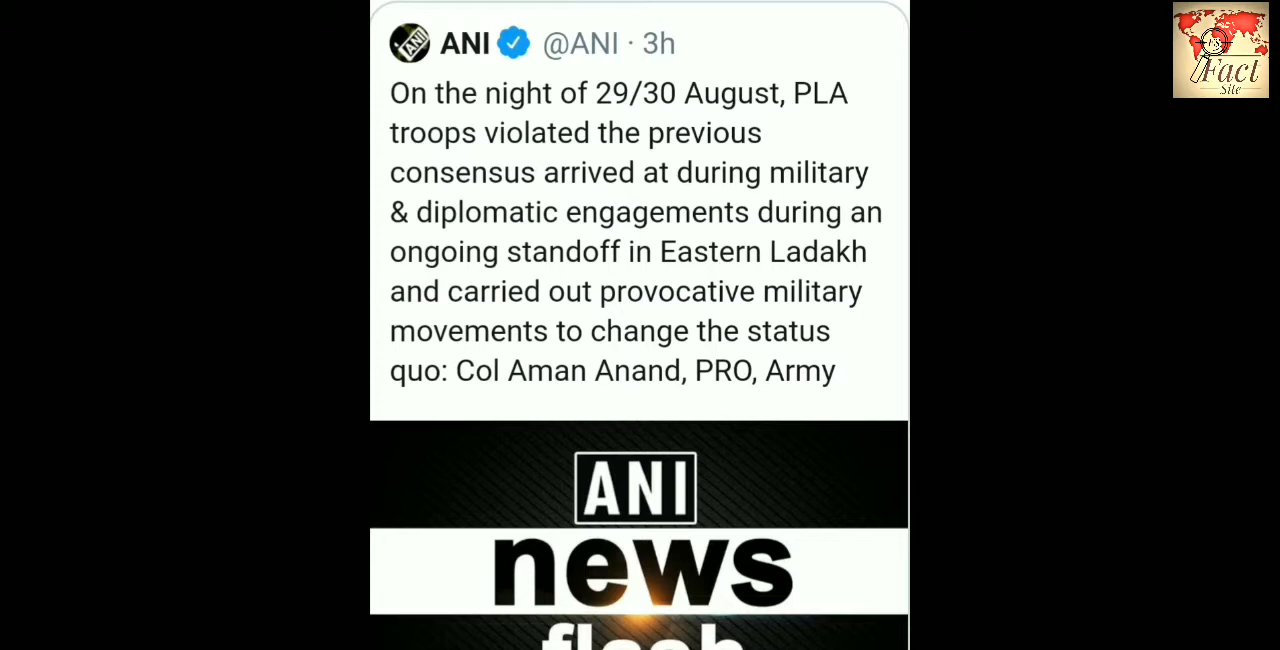 ANI @ANI · 3h
On the night of 29/30 August, PLA
troops violated the previous
consensus arrived at during military
& diplomatic engagements during an
ongoing standoff in Eastern Ladakh
and carried out provocative military
movements to change the status
quo: Col Aman Anand, PRO, Army
ANI
news
flash
Fact
Site